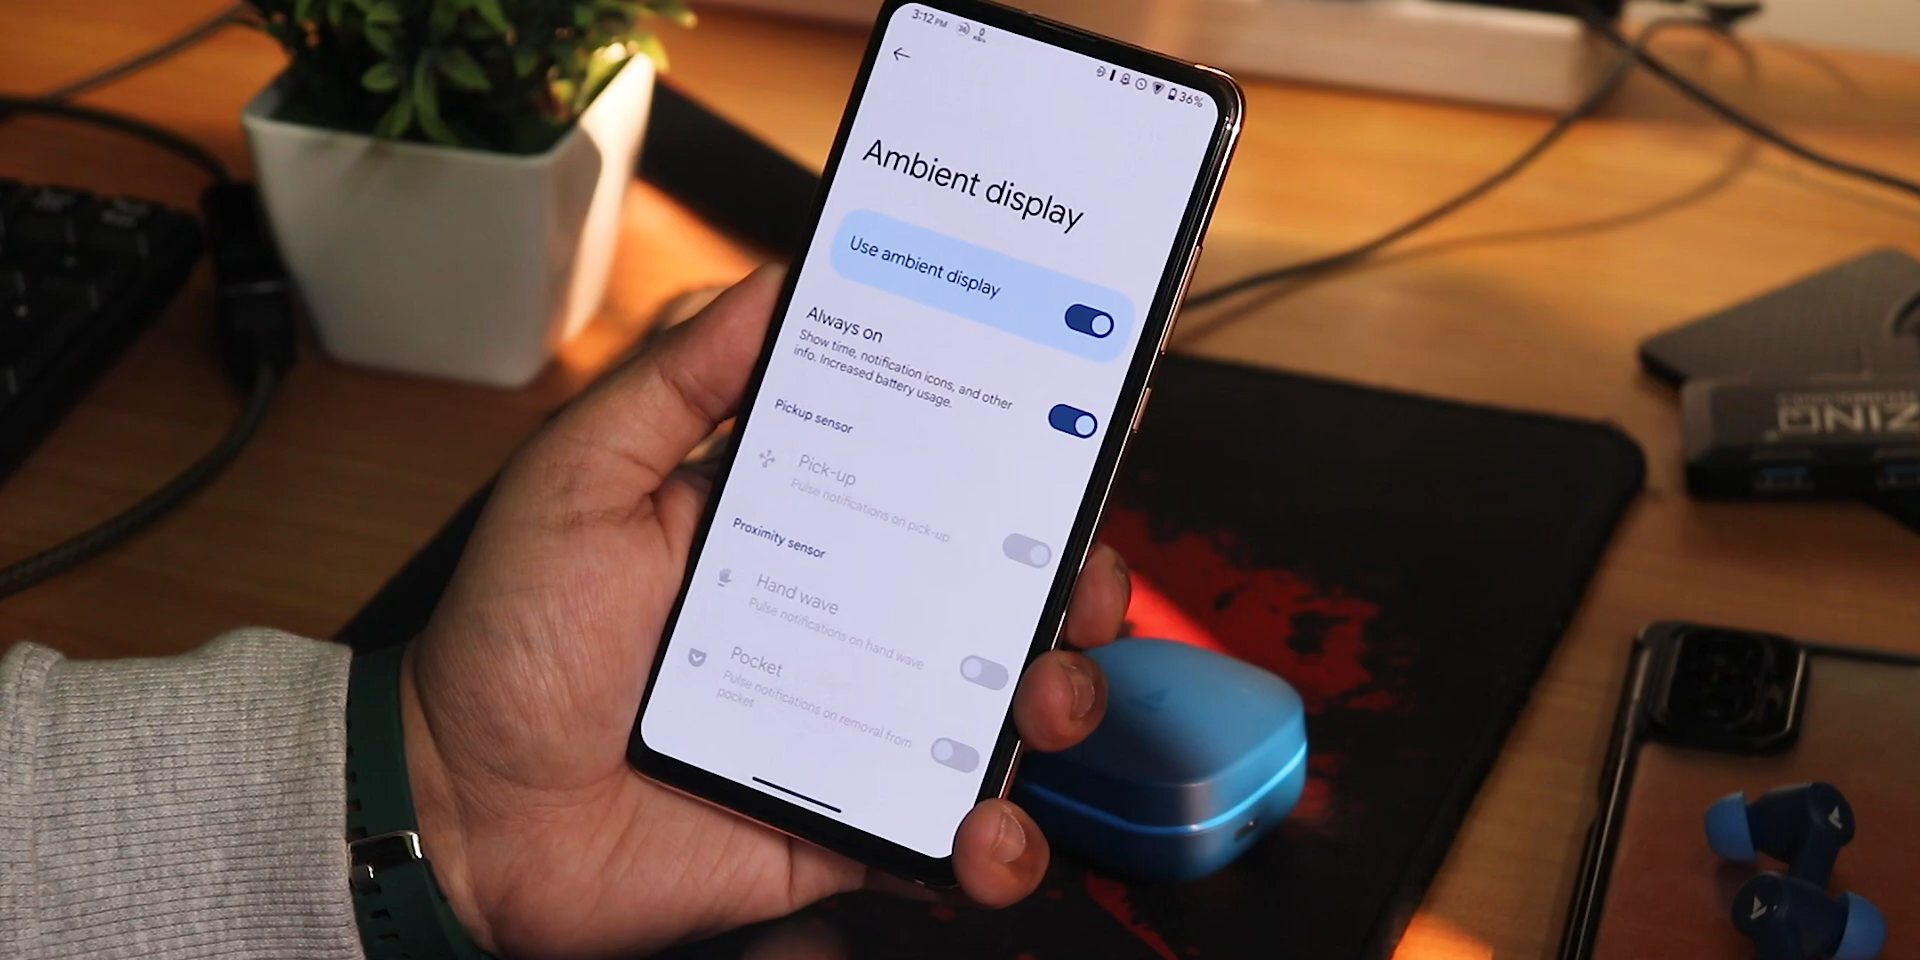 3:12 PM
36%
Ambient display
Use ambient display
Always on
Show time, notification icons, and other
info. Increased battery usage.
Pickup sensor
Pick-up
Pulse notifications on pick-up
Proximity sensor
Hand wave
Pulse notifications on hand wave
Pocket
Pulse notifications on removal from
pocket